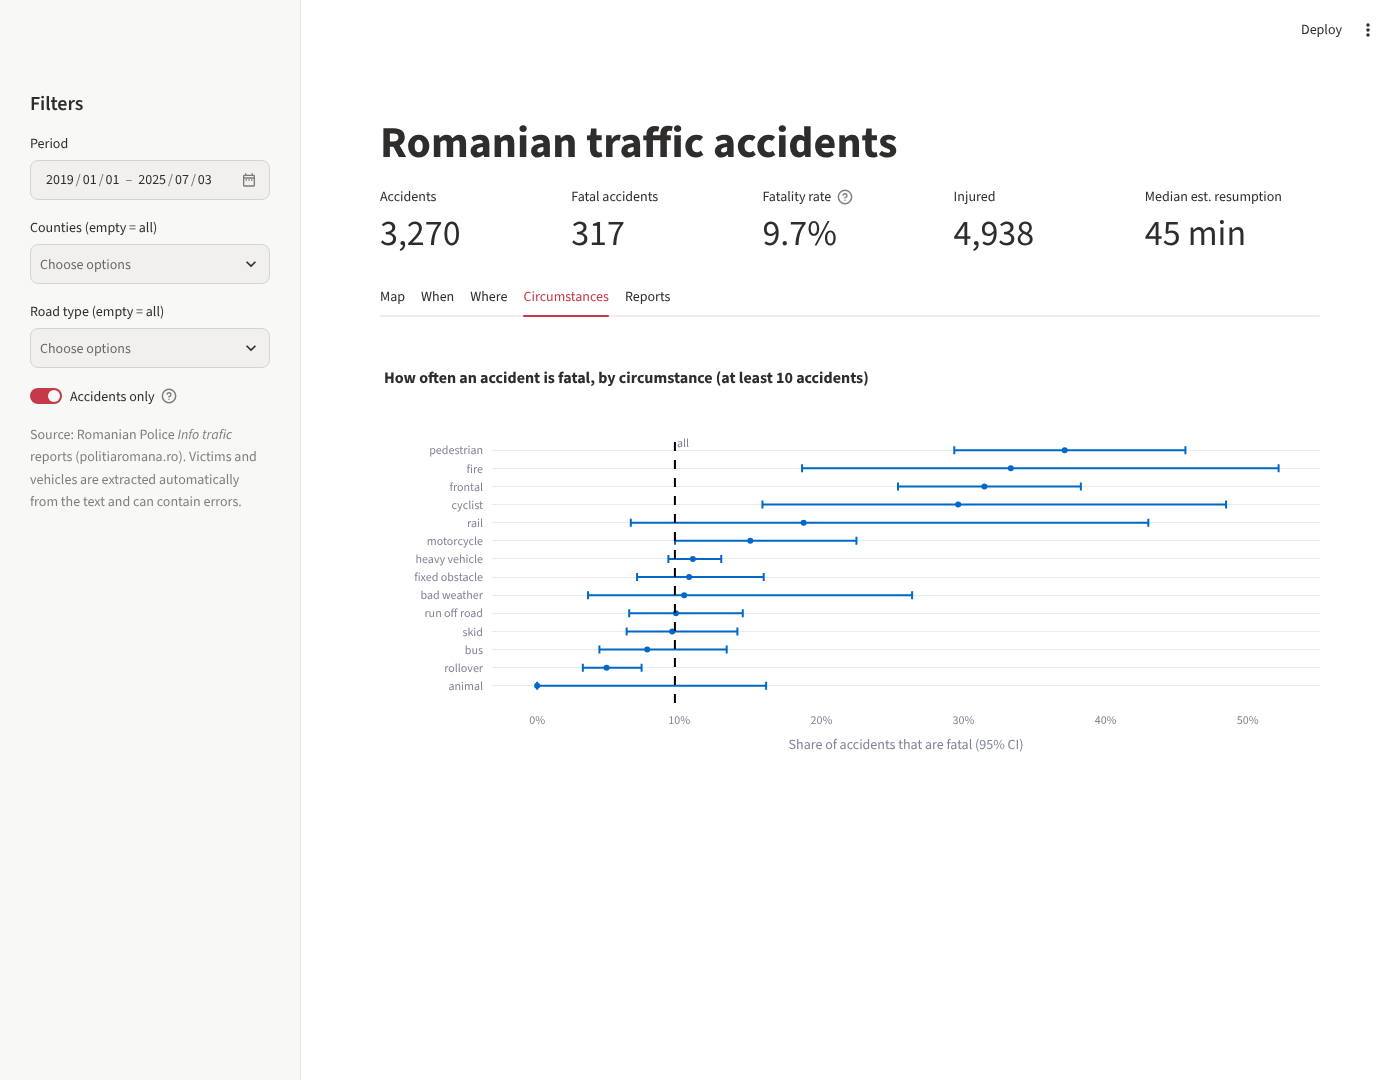 Deploy
Filters
Period
2019 / 01 / 01 – 2025 / 07 / 03
Counties (empty = all)
Choose options
Road type (empty = all)
Choose options
Accidents only
Source: Romanian Police Info trafic
reports (politiaromana.ro). Victims and
vehicles are extracted automatically
from the text and can contain errors.
Romanian traffic accidents
Accidents
3,270
Fatal accidents
317
Fatality rate
9.7%
Injured
4,938
Median est. resumption
45 min
Map
When
Where
Circumstances
Reports
How often an accident is fatal, by circumstance (at least 10 accidents)
all
pedestrian
fire
frontal
cyclist
rail
motorcycle
heavy vehicle
fixed obstacle
bad weather
run off road
skid
bus
rollover
animal
0%
10%
20%
30%
40%
50%
Share of accidents that are fatal (95% CI)